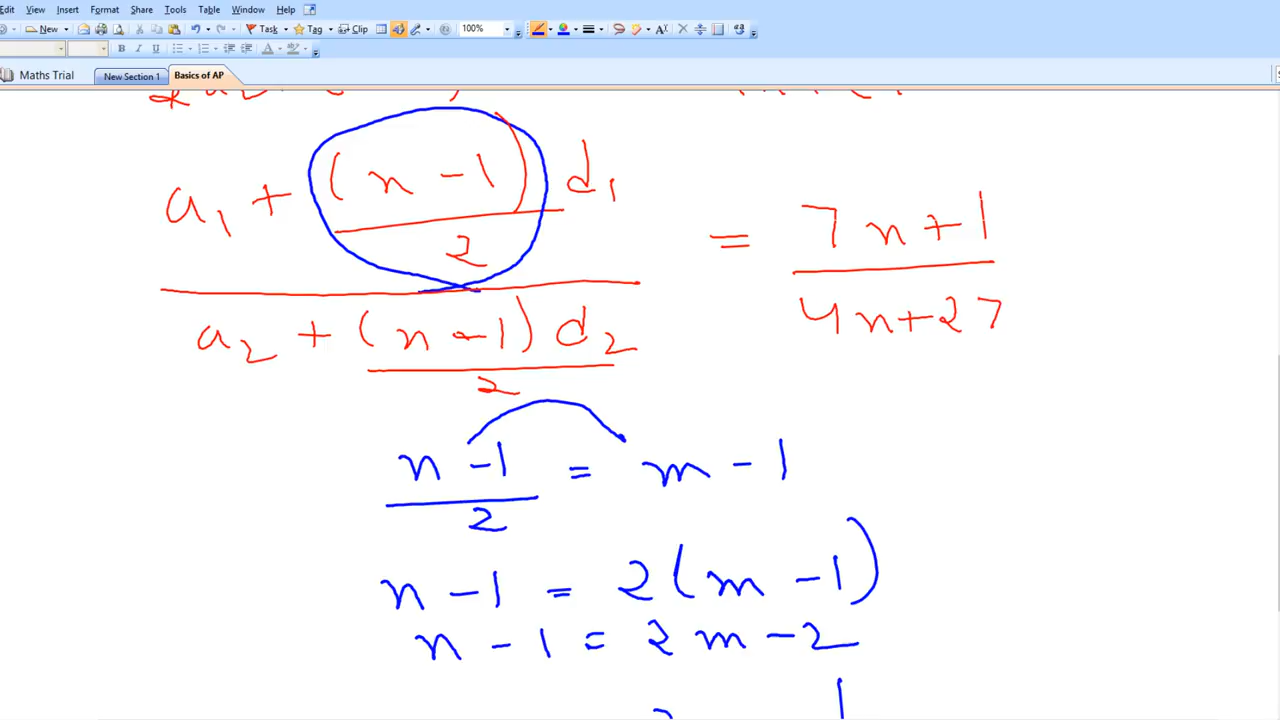 Edit View Insert Format Share Tools Table Window Help
New Task Tag Clip 100%
B I U A
Maths Trial New Section 1 Basics of AP
a₁ + (n - 1) d₁ / 2
a₂ + (n - 1) d₂ / 2
= 7n + 1 / 4n + 27
n - 1 / 2 = m - 1
n - 1 = 2(m - 1)
n - 1 = 2m - 2